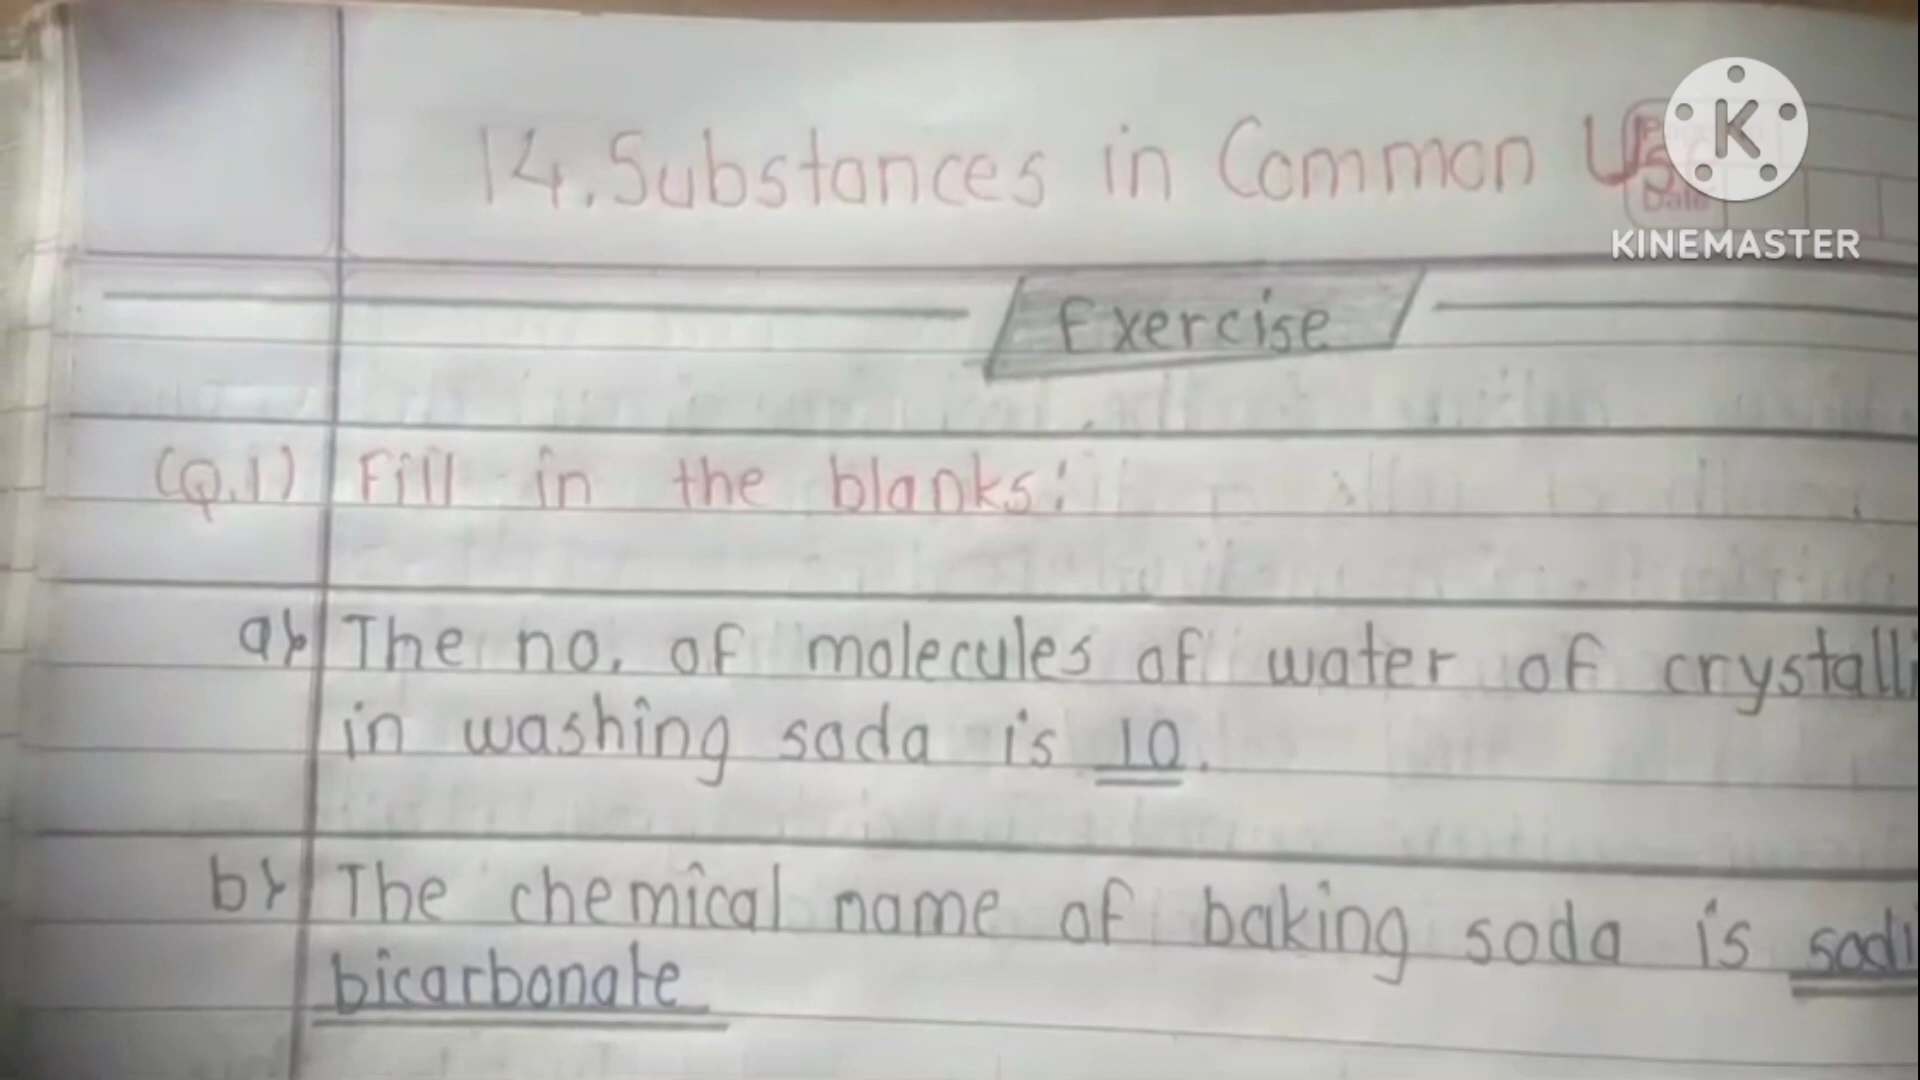 14. Substances in Common Use
KINEMASTER
Exercise
(Q.1) Fill in the blanks:
a) The no. of molecules of water of crystalli
in washing soda is 10.
b) The chemical name of baking soda is sodi
bicarbonate